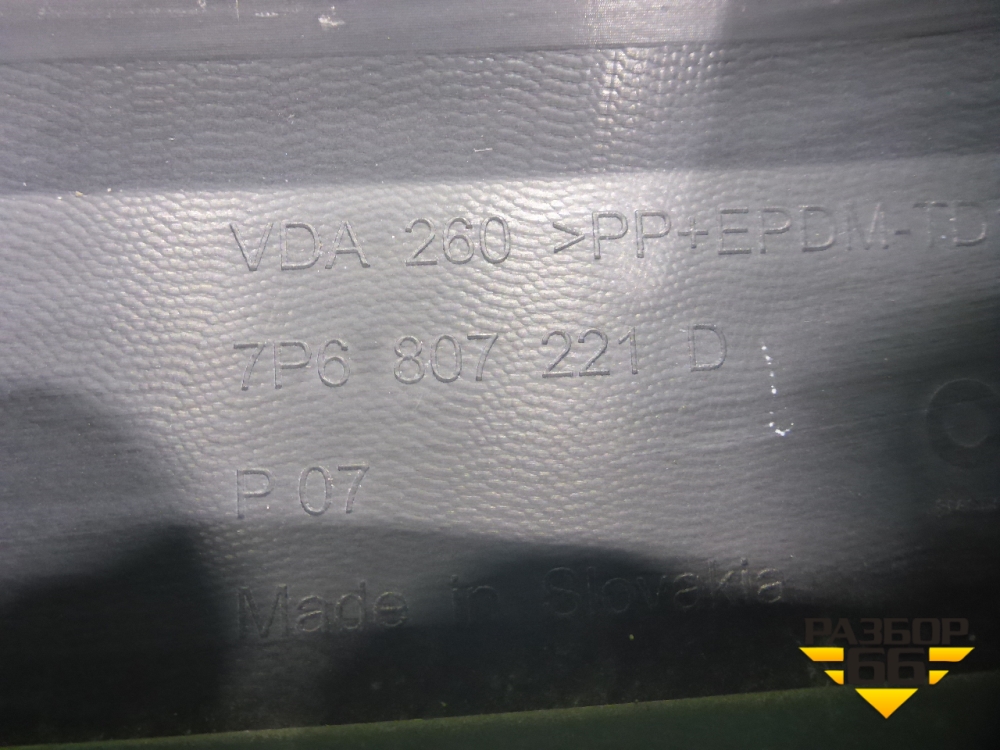 VDA 260 >PP+EPDM-TD
7P6 807 221 D
P 07
Made in Slovakia
РАЗБОР
66